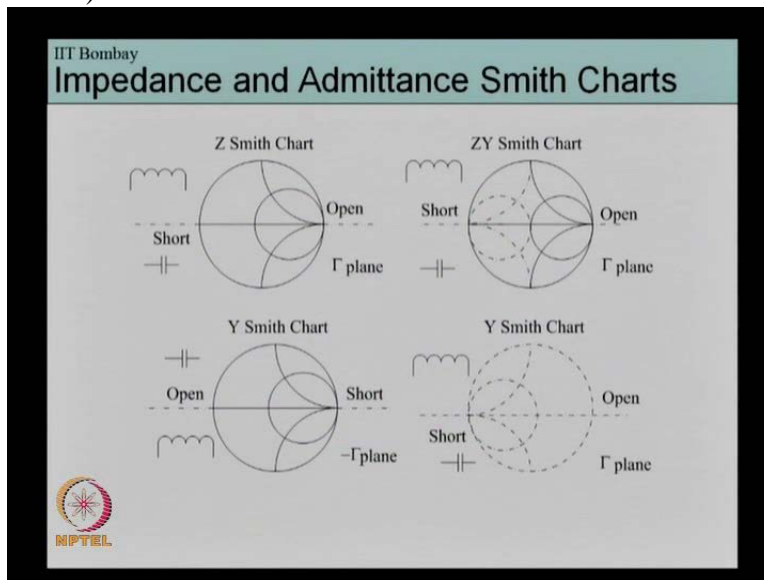 IIT Bombay
Impedance and Admittance Smith Charts
Z Smith Chart
Open
Short
Γ plane
ZY Smith Chart
Short
Open
Γ plane
Y Smith Chart
Open
Short
−Γplane
Y Smith Chart
Open
Short
Γ plane
NPTEL